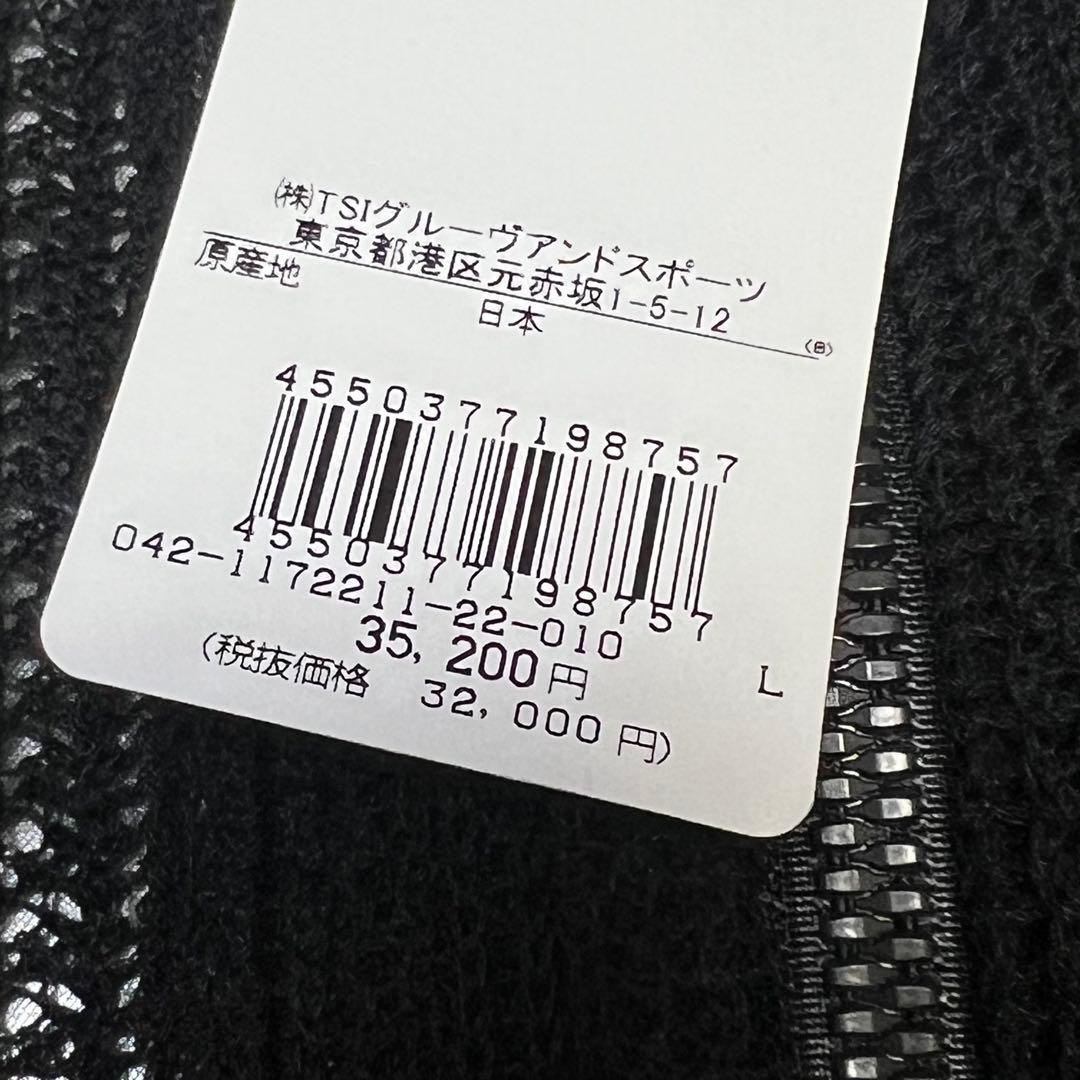 (株)TSIグルーヴアンドスポーツ
東京都港区元赤坂1-5-12
原産地
日本
(日)
4550377198757
4550377198757
042-1172211-22-010
35,200円
L
(税抜価格 32,000円)